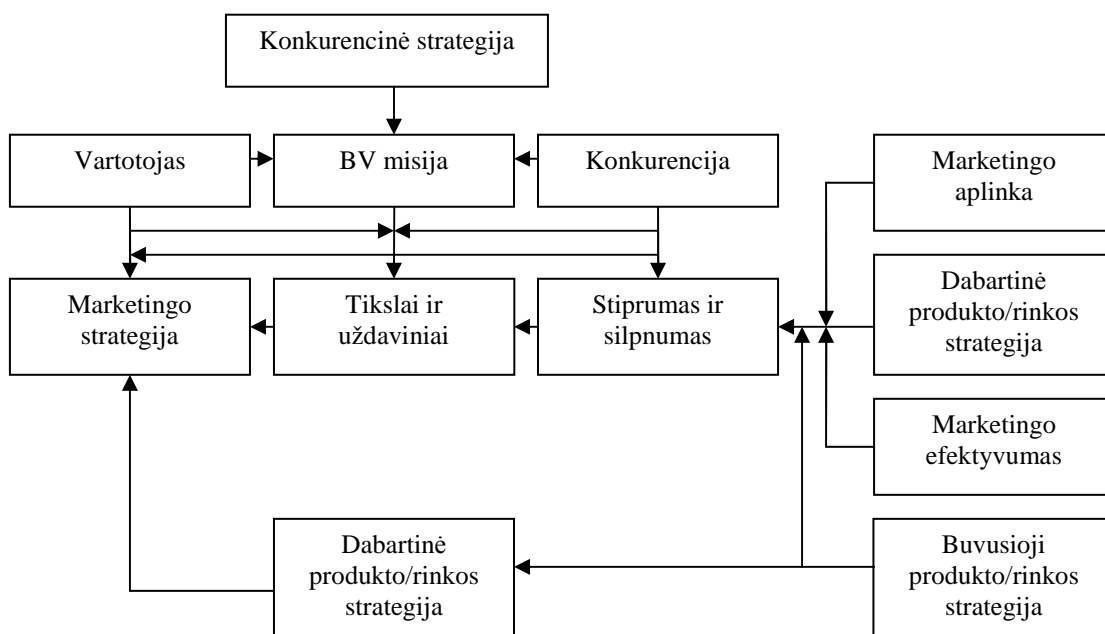 Konkurencinė strategija
Vartotojas
BV misija
Konkurencija
Marketingo
aplinka
Marketingo
strategija
Tikslai ir
uždaviniai
Stiprumas ir
silpnumas
Dabartinė
produkto/rinkos
strategija
Marketingo
efektyvumas
Dabartinė
produkto/rinkos
strategija
Buvusioji
produkto/rinkos
strategija